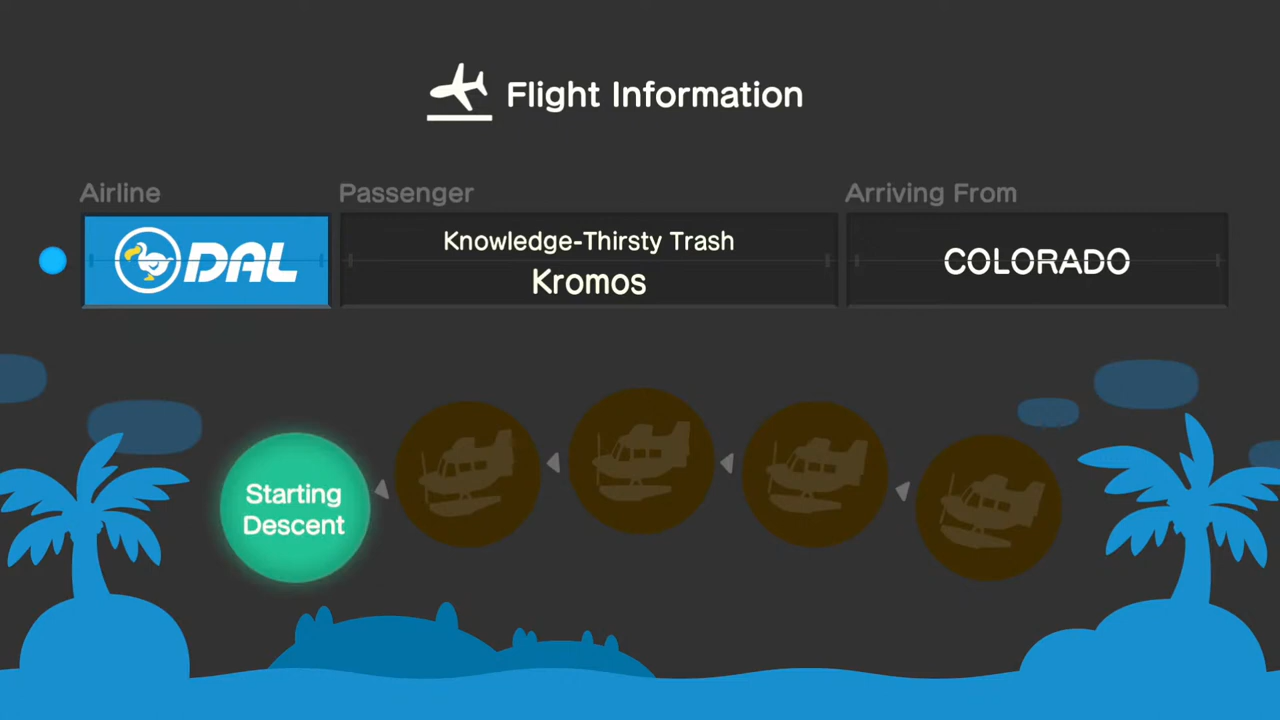 Flight Information
Airline
Passenger
Arriving From
DAL
Knowledge-Thirsty Trash
Kromos
COLORADO
Starting
Descent